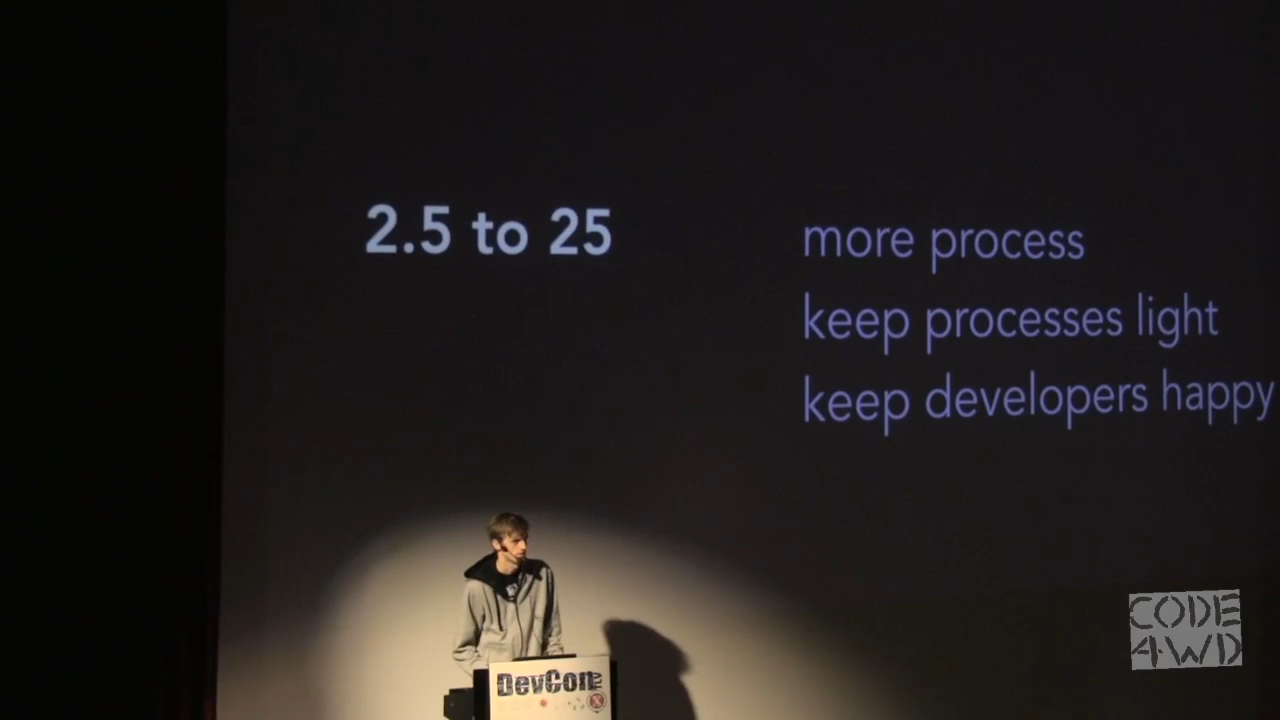 2.5 to 25
more process
keep processes light
keep developers happy
DevCon
CODE
4WD